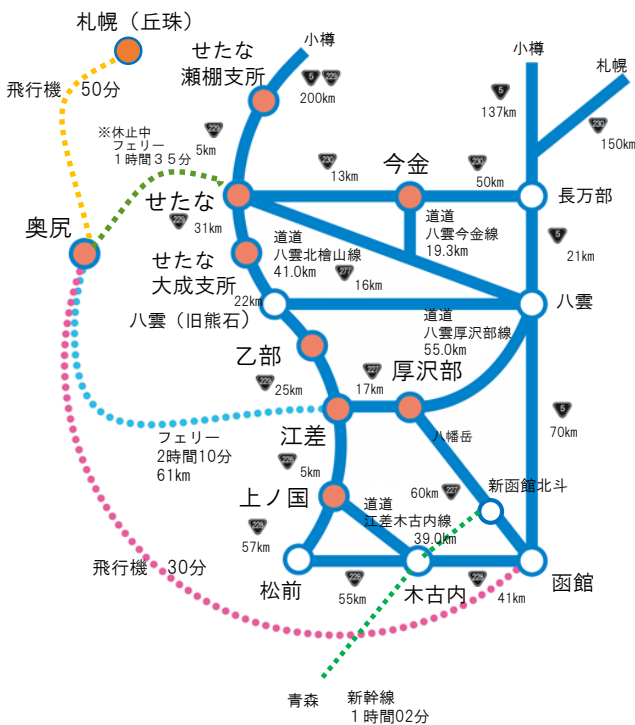 札幌（丘珠）
せたな
瀬棚支所
小樽
5
229
200km
小樽
5
137km
札幌
230
150km
飛行機 50分
※休止中
フェリー
１時間３５分
229
5km
230
13km
今金
230
50km
せたな
長万部
229
31km
奥尻
道道
八雲北檜山線
41.0km
道道
八雲今金線
19.3km
5
21km
せたな
大成支所
277
16km
22km
八雲（旧熊石）
八雲
道道
八雲厚沢部線
55.0km
乙部
229
25km
227
17km
厚沢部
5
70km
江差
八幡岳
フェリー
2時間10分
61km
228
5km
新函館北斗
60km
227
上ノ国
道道
江差木古内線
39.0km
228
57km
飛行機 30分
松前
228
55km
木古内
228
41km
函館
青森
新幹線
１時間02分